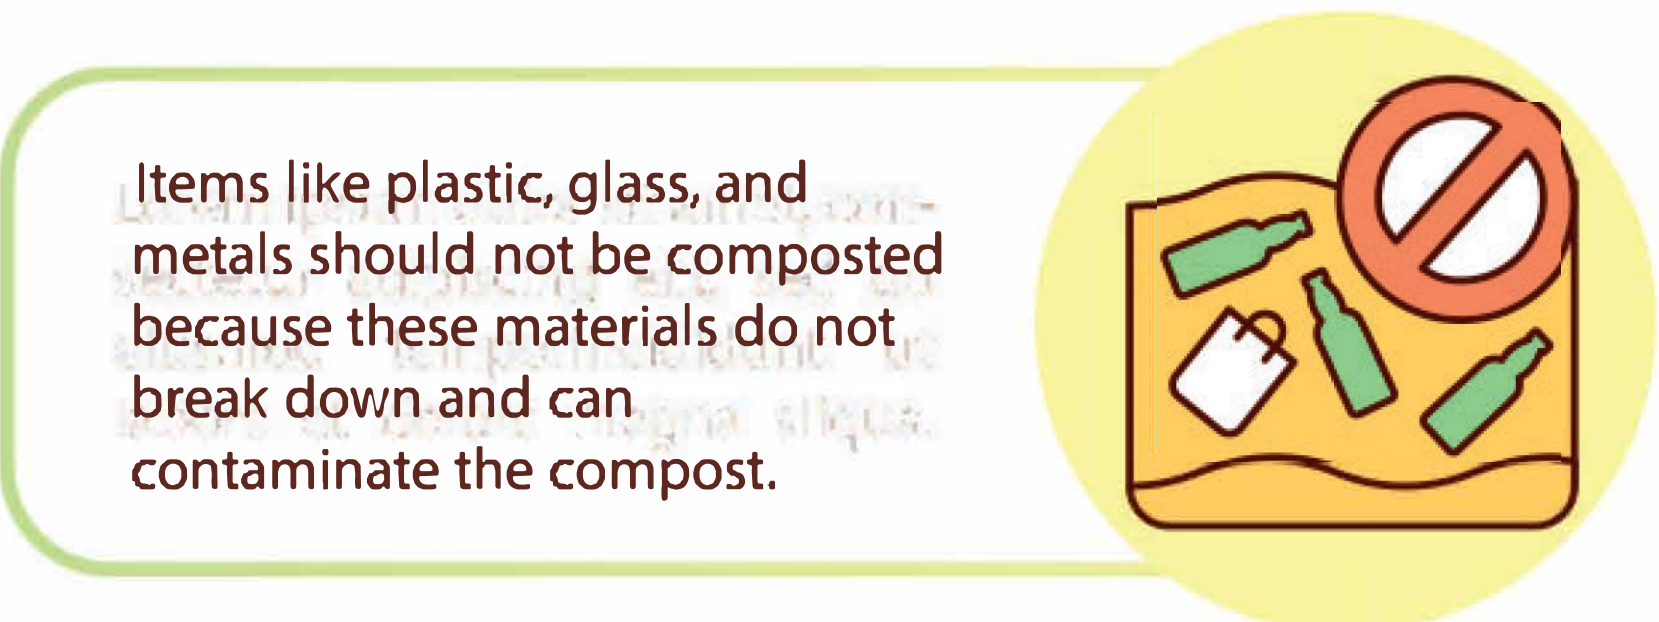 Items like plastic, glass, and
metals should not be composted
because these materials do not
break down and can
contaminate the compost.